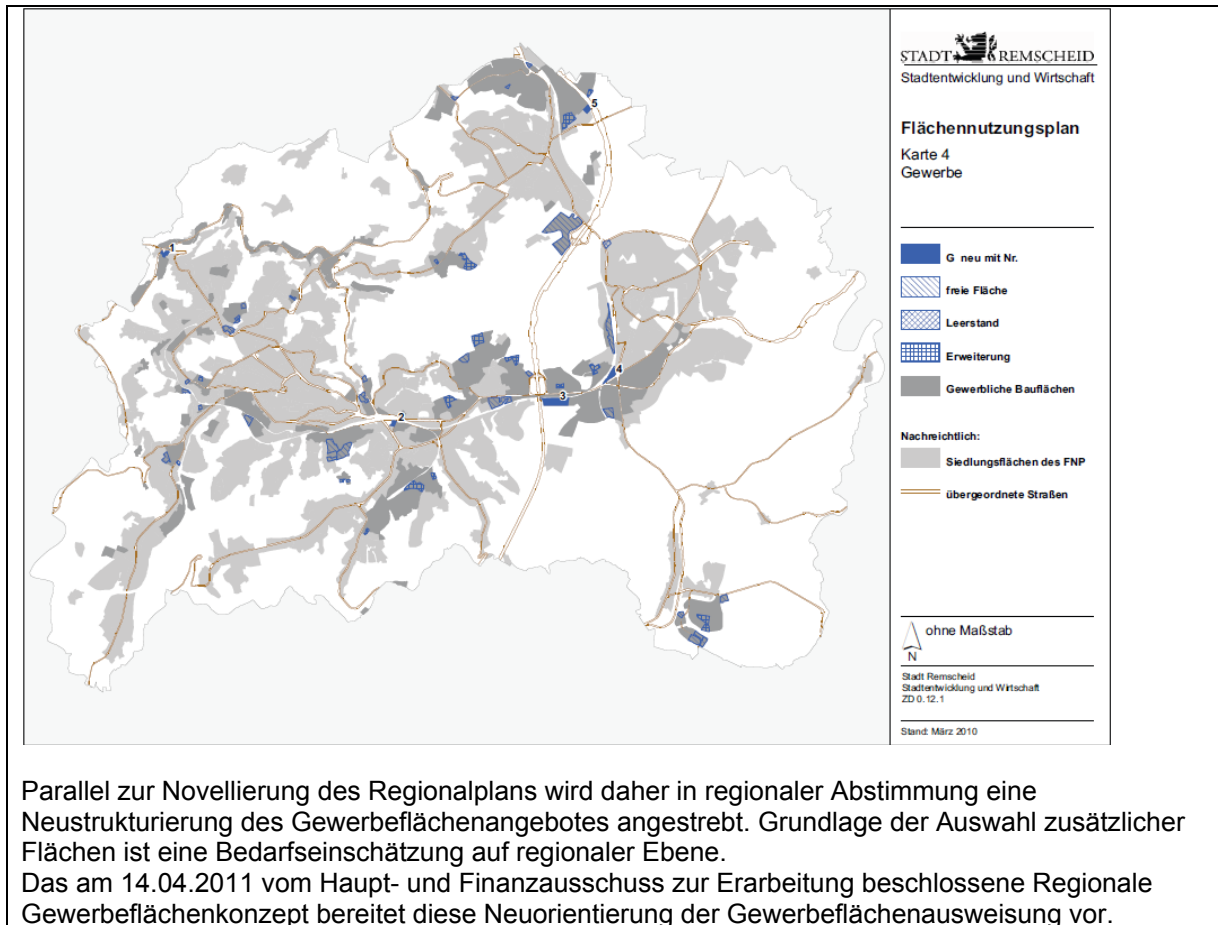 STADT REMSCHEID
Stadtentwicklung und Wirtschaft
Flächennutzungsplan
Karte 4
Gewerbe
G neu mit Nr.
freie Fläche
Leerstand
Erweiterung
Gewerbliche Bauflächen
Nachreichtlich:
Siedlungsflächen des FNP
übergeordnete Straßen
ohne Maßstab
N
Stadt Remscheid
Stadtentwicklung und Wirtschaft
ZD 0.12.1
Stand: März 2010
5
1
4
3
2
Parallel zur Novellierung des Regionalplans wird daher in regionaler Abstimmung eine
Neustrukturierung des Gewerbeflächenangebotes angestrebt. Grundlage der Auswahl zusätzlicher
Flächen ist eine Bedarfseinschätzung auf regionaler Ebene.
Das am 14.04.2011 vom Haupt- und Finanzausschuss zur Erarbeitung beschlossene Regionale
Gewerbeflächenkonzept bereitet diese Neuorientierung der Gewerbeflächenausweisung vor.